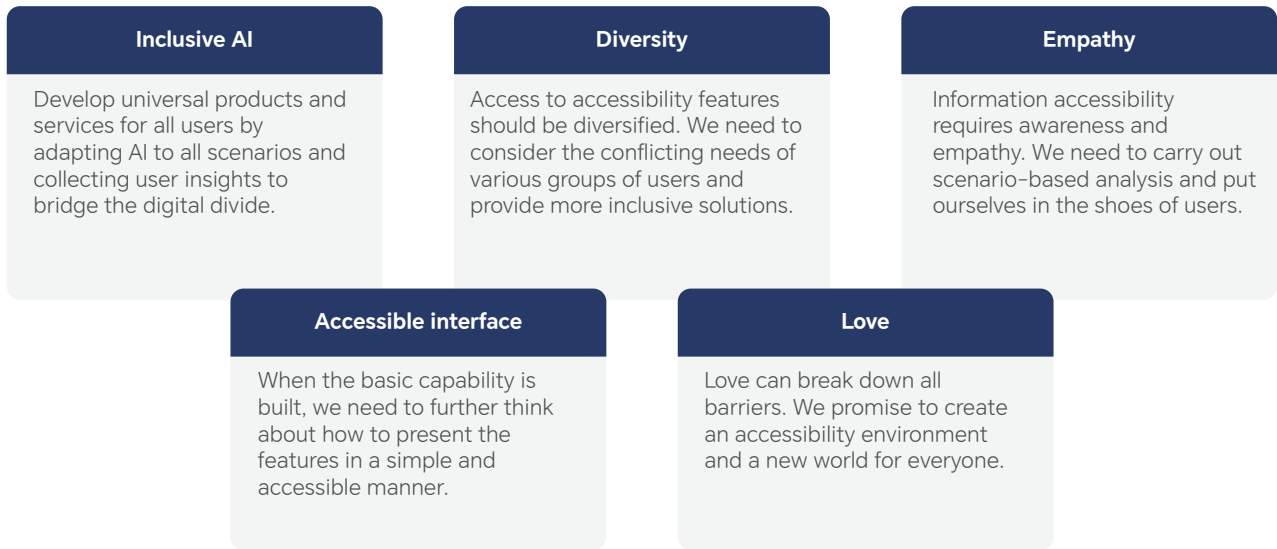 Inclusive AI
Develop universal products and
services for all users by
adapting AI to all scenarios and
collecting user insights to
bridge the digital divide.
Diversity
Access to accessibility features
should be diversified. We need to
consider the conflicting needs of
various groups of users and
provide more inclusive solutions.
Empathy
Information accessibility
requires awareness and
empathy. We need to carry out
scenario-based analysis and put
ourselves in the shoes of users.
Accessible interface
When the basic capability is
built, we need to further think
about how to present the
features in a simple and
accessible manner.
Love
Love can break down all
barriers. We promise to create
an accessibility environment
and a new world for everyone.